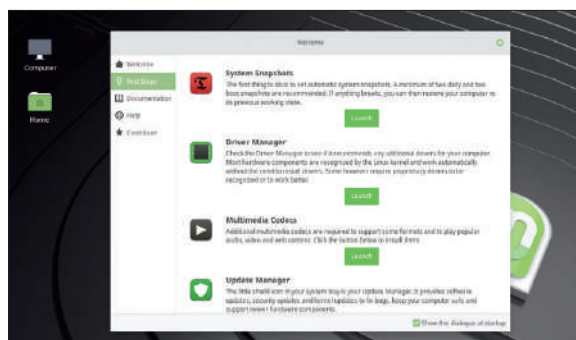 Welcome
Computer
Home
Welcome
First Steps
Documentation
Help
Contribute
System Snapshots
The first thing to do is to set automatic system snapshots. A minimum of two daily and two
boot snapshots are recommended. If anything breaks, you can then restore your computer to
its previous working state.
Launch
Driver Manager
Check the Driver Manager to see if it recommends any additional drivers for your computer.
Most hardware components are recognized by the Linux kernel and work automatically
without the need to install drivers. Some however require proprietary drivers to be
recognized or to work better.
Launch
Multimedia Codecs
Additional multimedia codecs are required to support some formats and to play popular
audio, video and web content. Click the button below to install them.
Launch
Update Manager
The little shield icon in your system tray is your Update Manager. It provides software
updates, security updates and kernel updates to fix bugs, keep your computer safe and
support newer hardware components.
Show this dialogue at startup